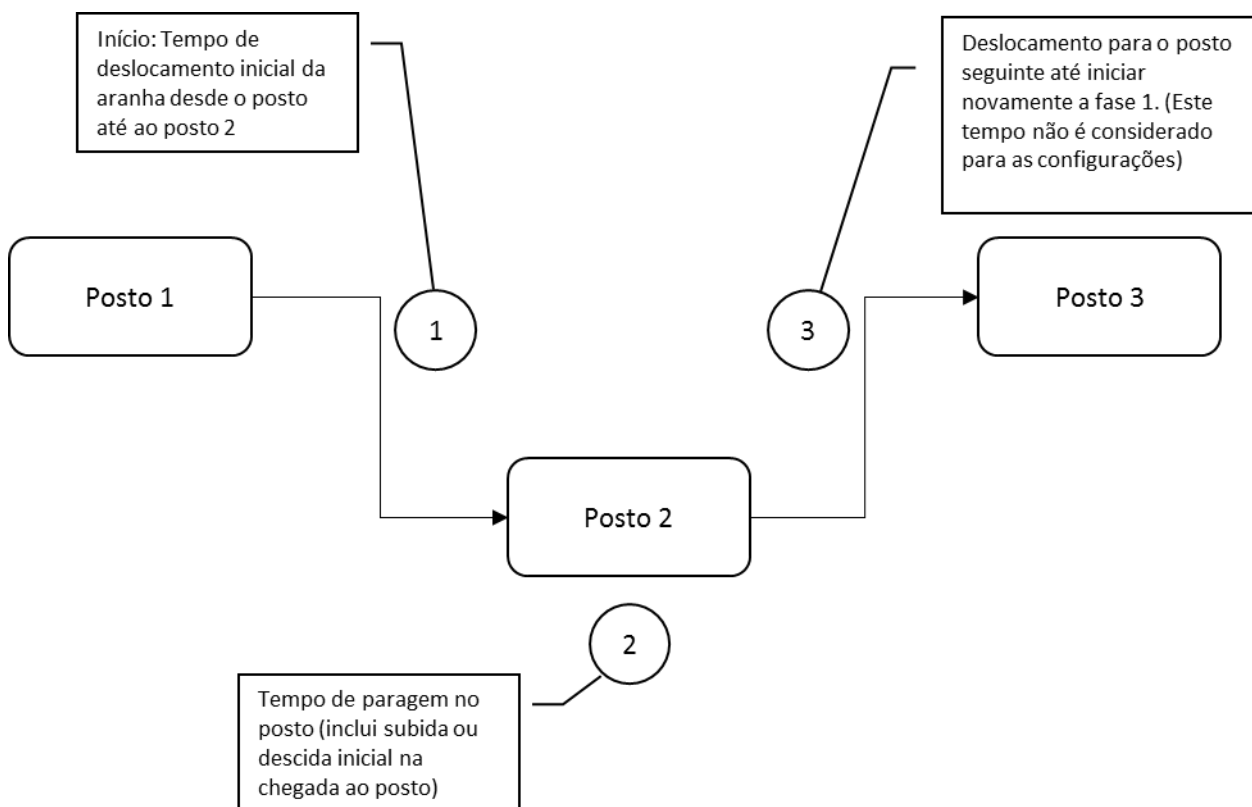 Início: Tempo de
deslocamento inicial da
aranha desde o posto
até ao posto 2
Deslocamento para o posto
seguinte até iniciar
novamente a fase 1. (Este
tempo não é considerado
para as configurações)
Posto 1
1
3
Posto 3
Posto 2
2
Tempo de paragem no
posto (inclui subida ou
descida inicial na
chegada ao posto)